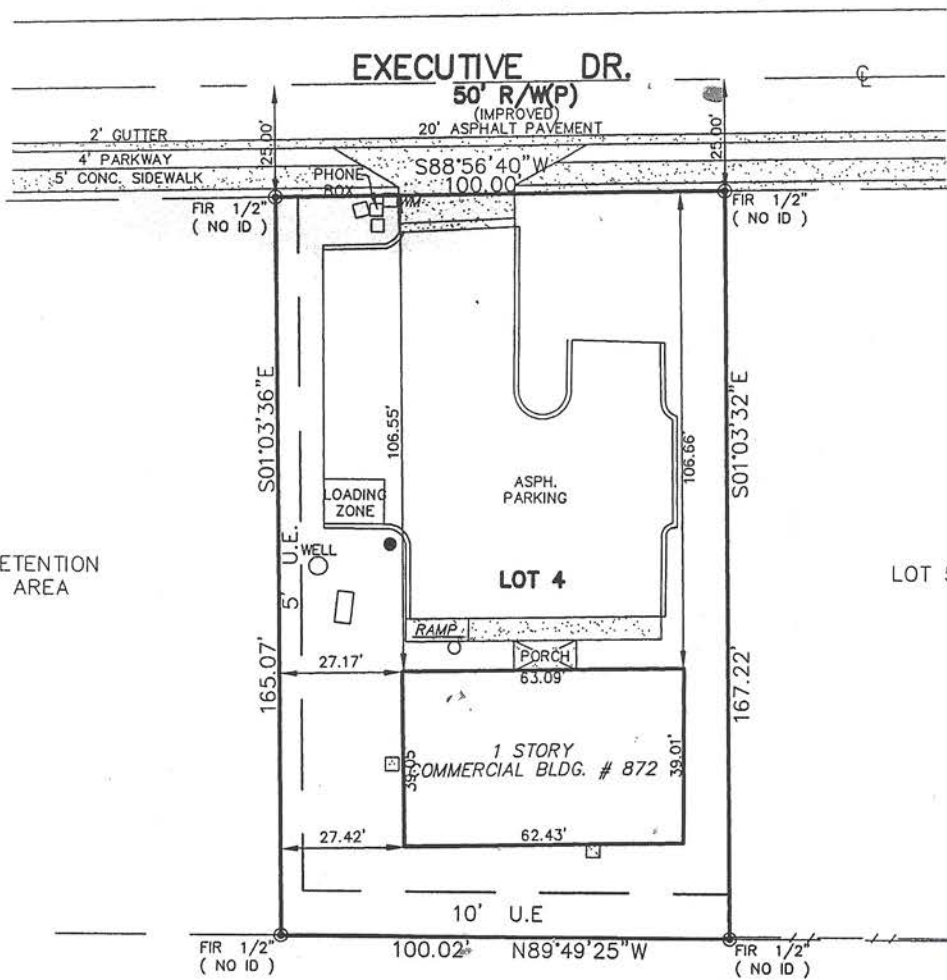 EXECUTIVE DR.
50' R/W(P)
(IMPROVED)
20' ASPHALT PAVEMENT
2' GUTTER
4' PARKWAY
5' CONC. SIDEWALK
25.00'
25.00'
S88°56'40"W
100.00'
PHONE
BOX
WM
FIR 1/2"
( NO ID )
FIR 1/2"
( NO ID )
S01°03'36"E
S01°03'32"E
106.55'
106.66'
ASPH.
PARKING
LOADING
ZONE
WELL
5' U.E.
LOT 4
ETENTION
AREA
LOT 5
RAMP
PORCH
27.17'
63.09'
165.07'
167.22'
1 STORY
COMMERCIAL BLDG. # 872
39.05'
39.01'
27.42'
62.43'
10' U.E
FIR 1/2"
( NO ID )
100.02' N89°49'25"W
FIR 1/2"
( NO ID )